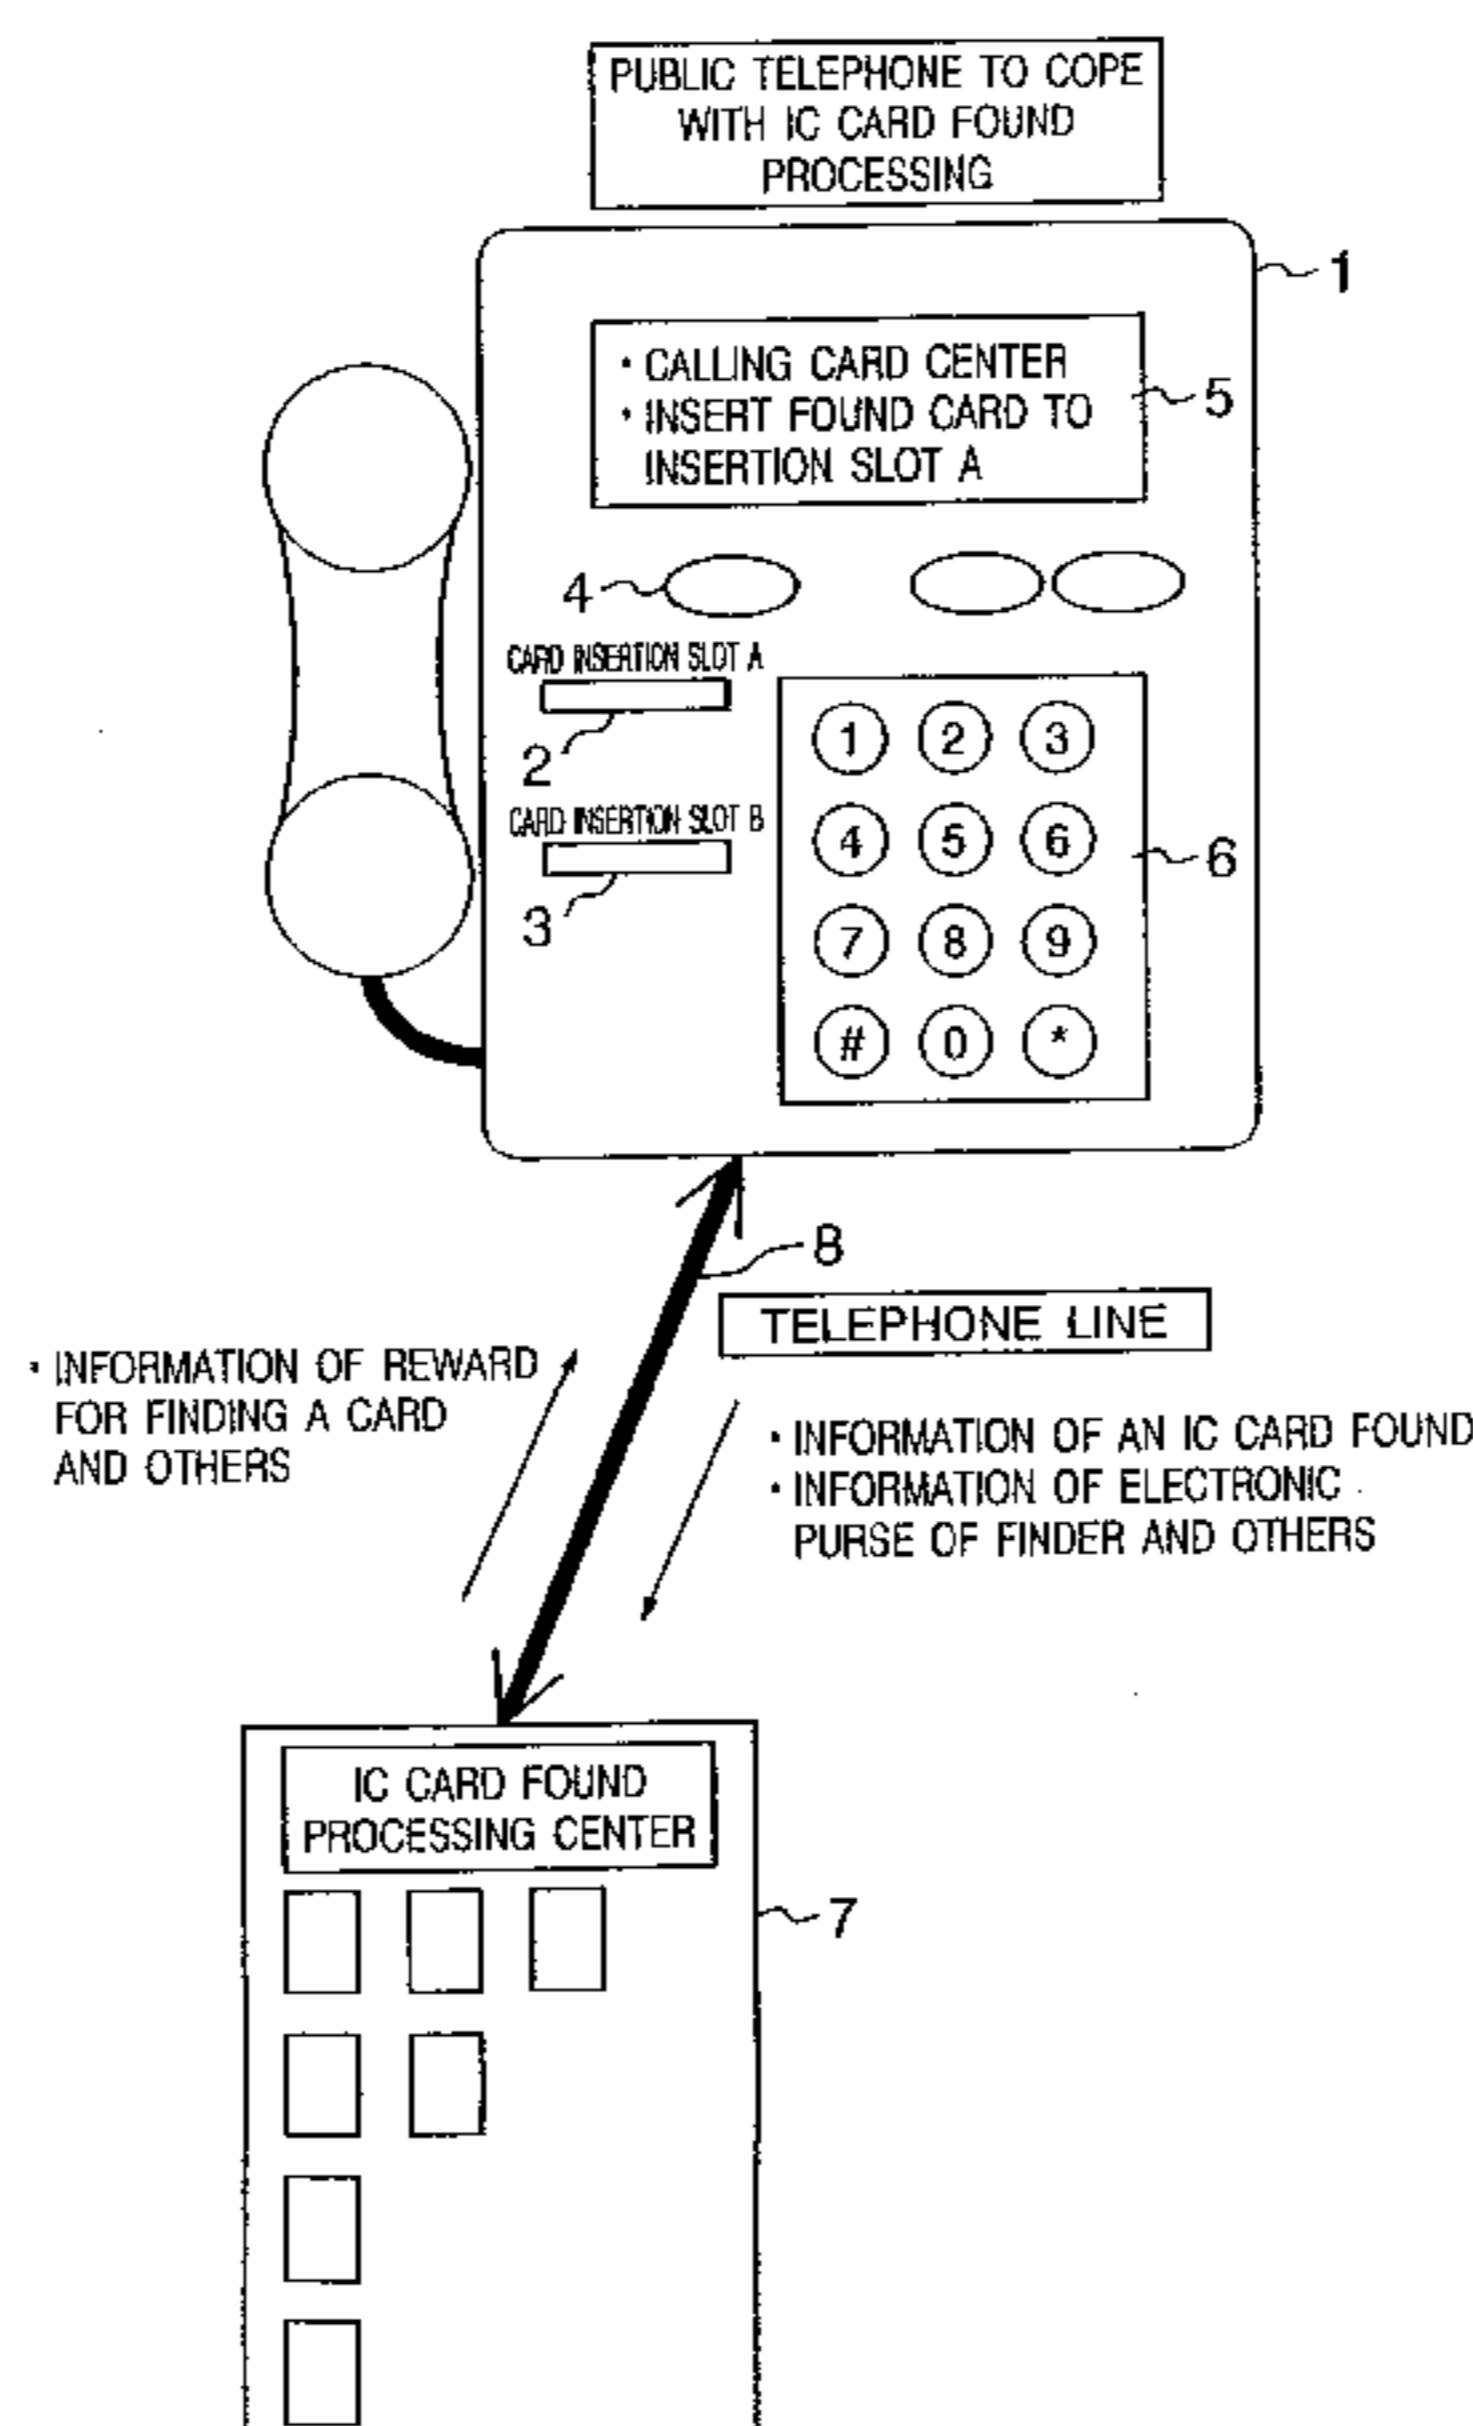 PUBLIC TELEPHONE TO COPE
WITH IC CARD FOUND
PROCESSING
1
• CALLING CARD CENTER
• INSERT FOUND CARD TO
INSERTION SLOT A
5
4
CARD INSERTION SLOT A
2
CARD INSERTION SLOT B
3
1 2 3
4 5 6
7 8 9
# 0 *
6
8
TELEPHONE LINE
• INFORMATION OF REWARD
FOR FINDING A CARD
AND OTHERS
• INFORMATION OF AN IC CARD FOUND
• INFORMATION OF ELECTRONIC
PURSE OF FINDER AND OTHERS
IC CARD FOUND
PROCESSING CENTER
7